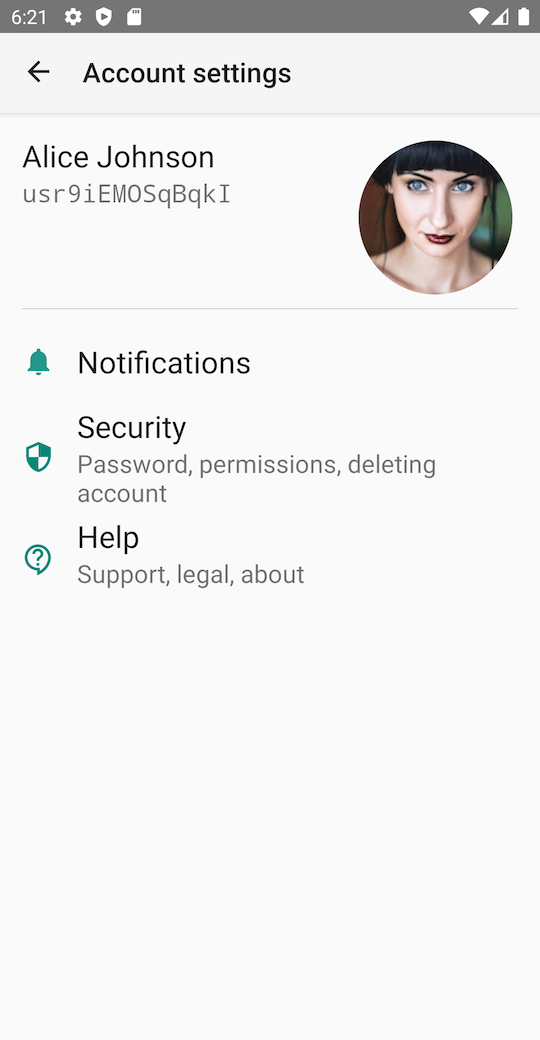 6:21
Account settings
Alice Johnson
usr9iEMOSqBqkI
Notifications
Security
Password, permissions, deleting
account
Help
Support, legal, about